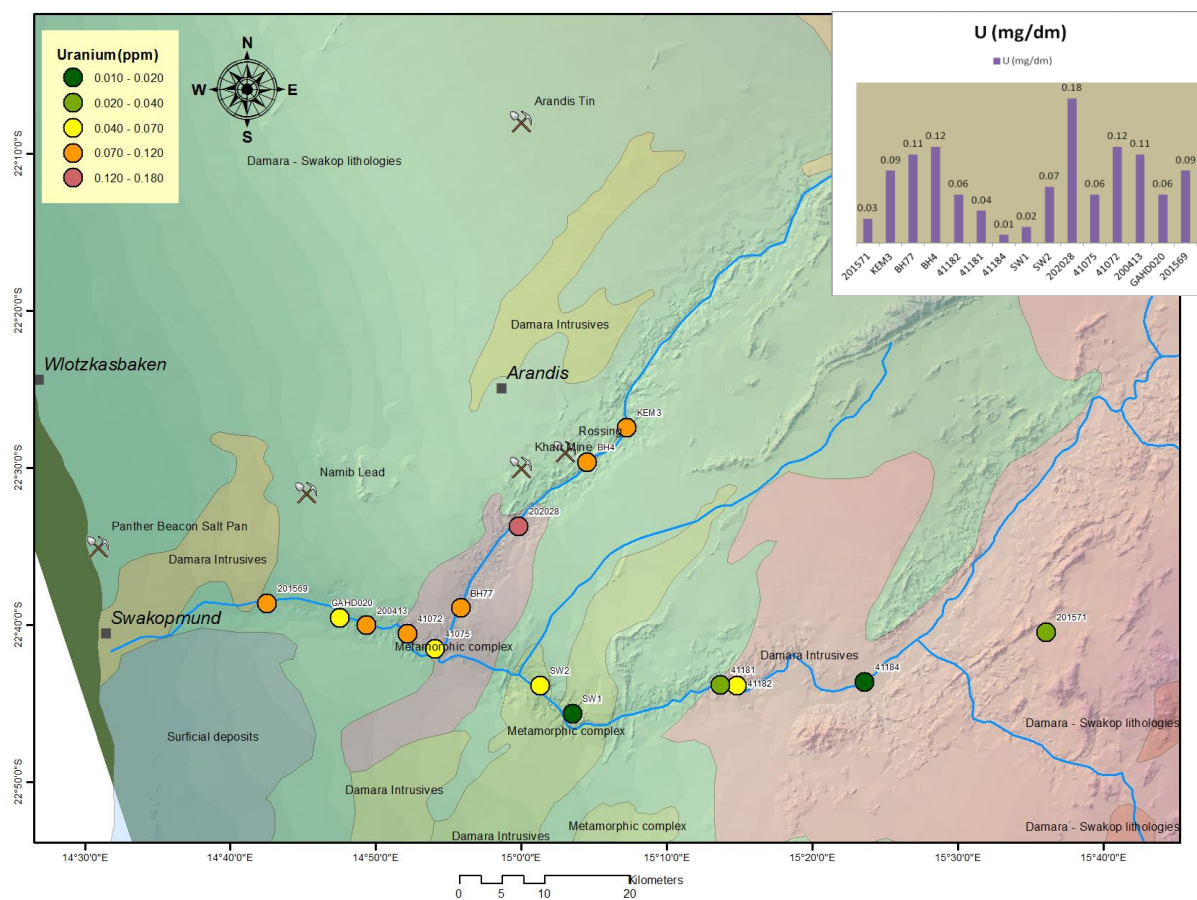 Uranium (ppm)
0.010 - 0.020
0.020 - 0.040
0.040 - 0.070
0.070 - 0.120
0.120 - 0.180
N
W
E
S
U (mg/dm)
U (mg/dm)
0.03
0.09
0.11
0.12
0.06
0.04
0.01
0.02
0.07
0.18
0.06
0.12
0.11
0.06
0.09
201571
KEM3
BH77
BH4
41182
41181
41184
SW1
SW2
202028
41075
41072
200413
GAHD020
201569
Arandis Tin
Damara - Swakop lithologies
Damara Intrusives
Wlotzkasbaken
Arandis
KEM3
Rossing
Khan Mine
BH4
Namib Lead
202028
Panther Beacon Salt Pan
Damara Intrusives
201569
GAHD020
200413
BH77
41072
41075
Swakopmund
Metamorphic complex
201571
Damara Intrusives
SW2
41181
41182
41184
SW1
Metamorphic complex
Damara - Swakop lithologies
Surficial deposits
Damara Intrusives
Metamorphic complex
Damara - Swakop lithologies
Damara Intrusives
22°10'0"S
22°20'0"S
22°30'0"S
22°40'0"S
22°50'0"S
14°30'0"E
14°40'0"E
14°50'0"E
15°0'0"E
15°10'0"E
15°20'0"E
15°30'0"E
15°40'0"E
Kilometers
0
5
10
20